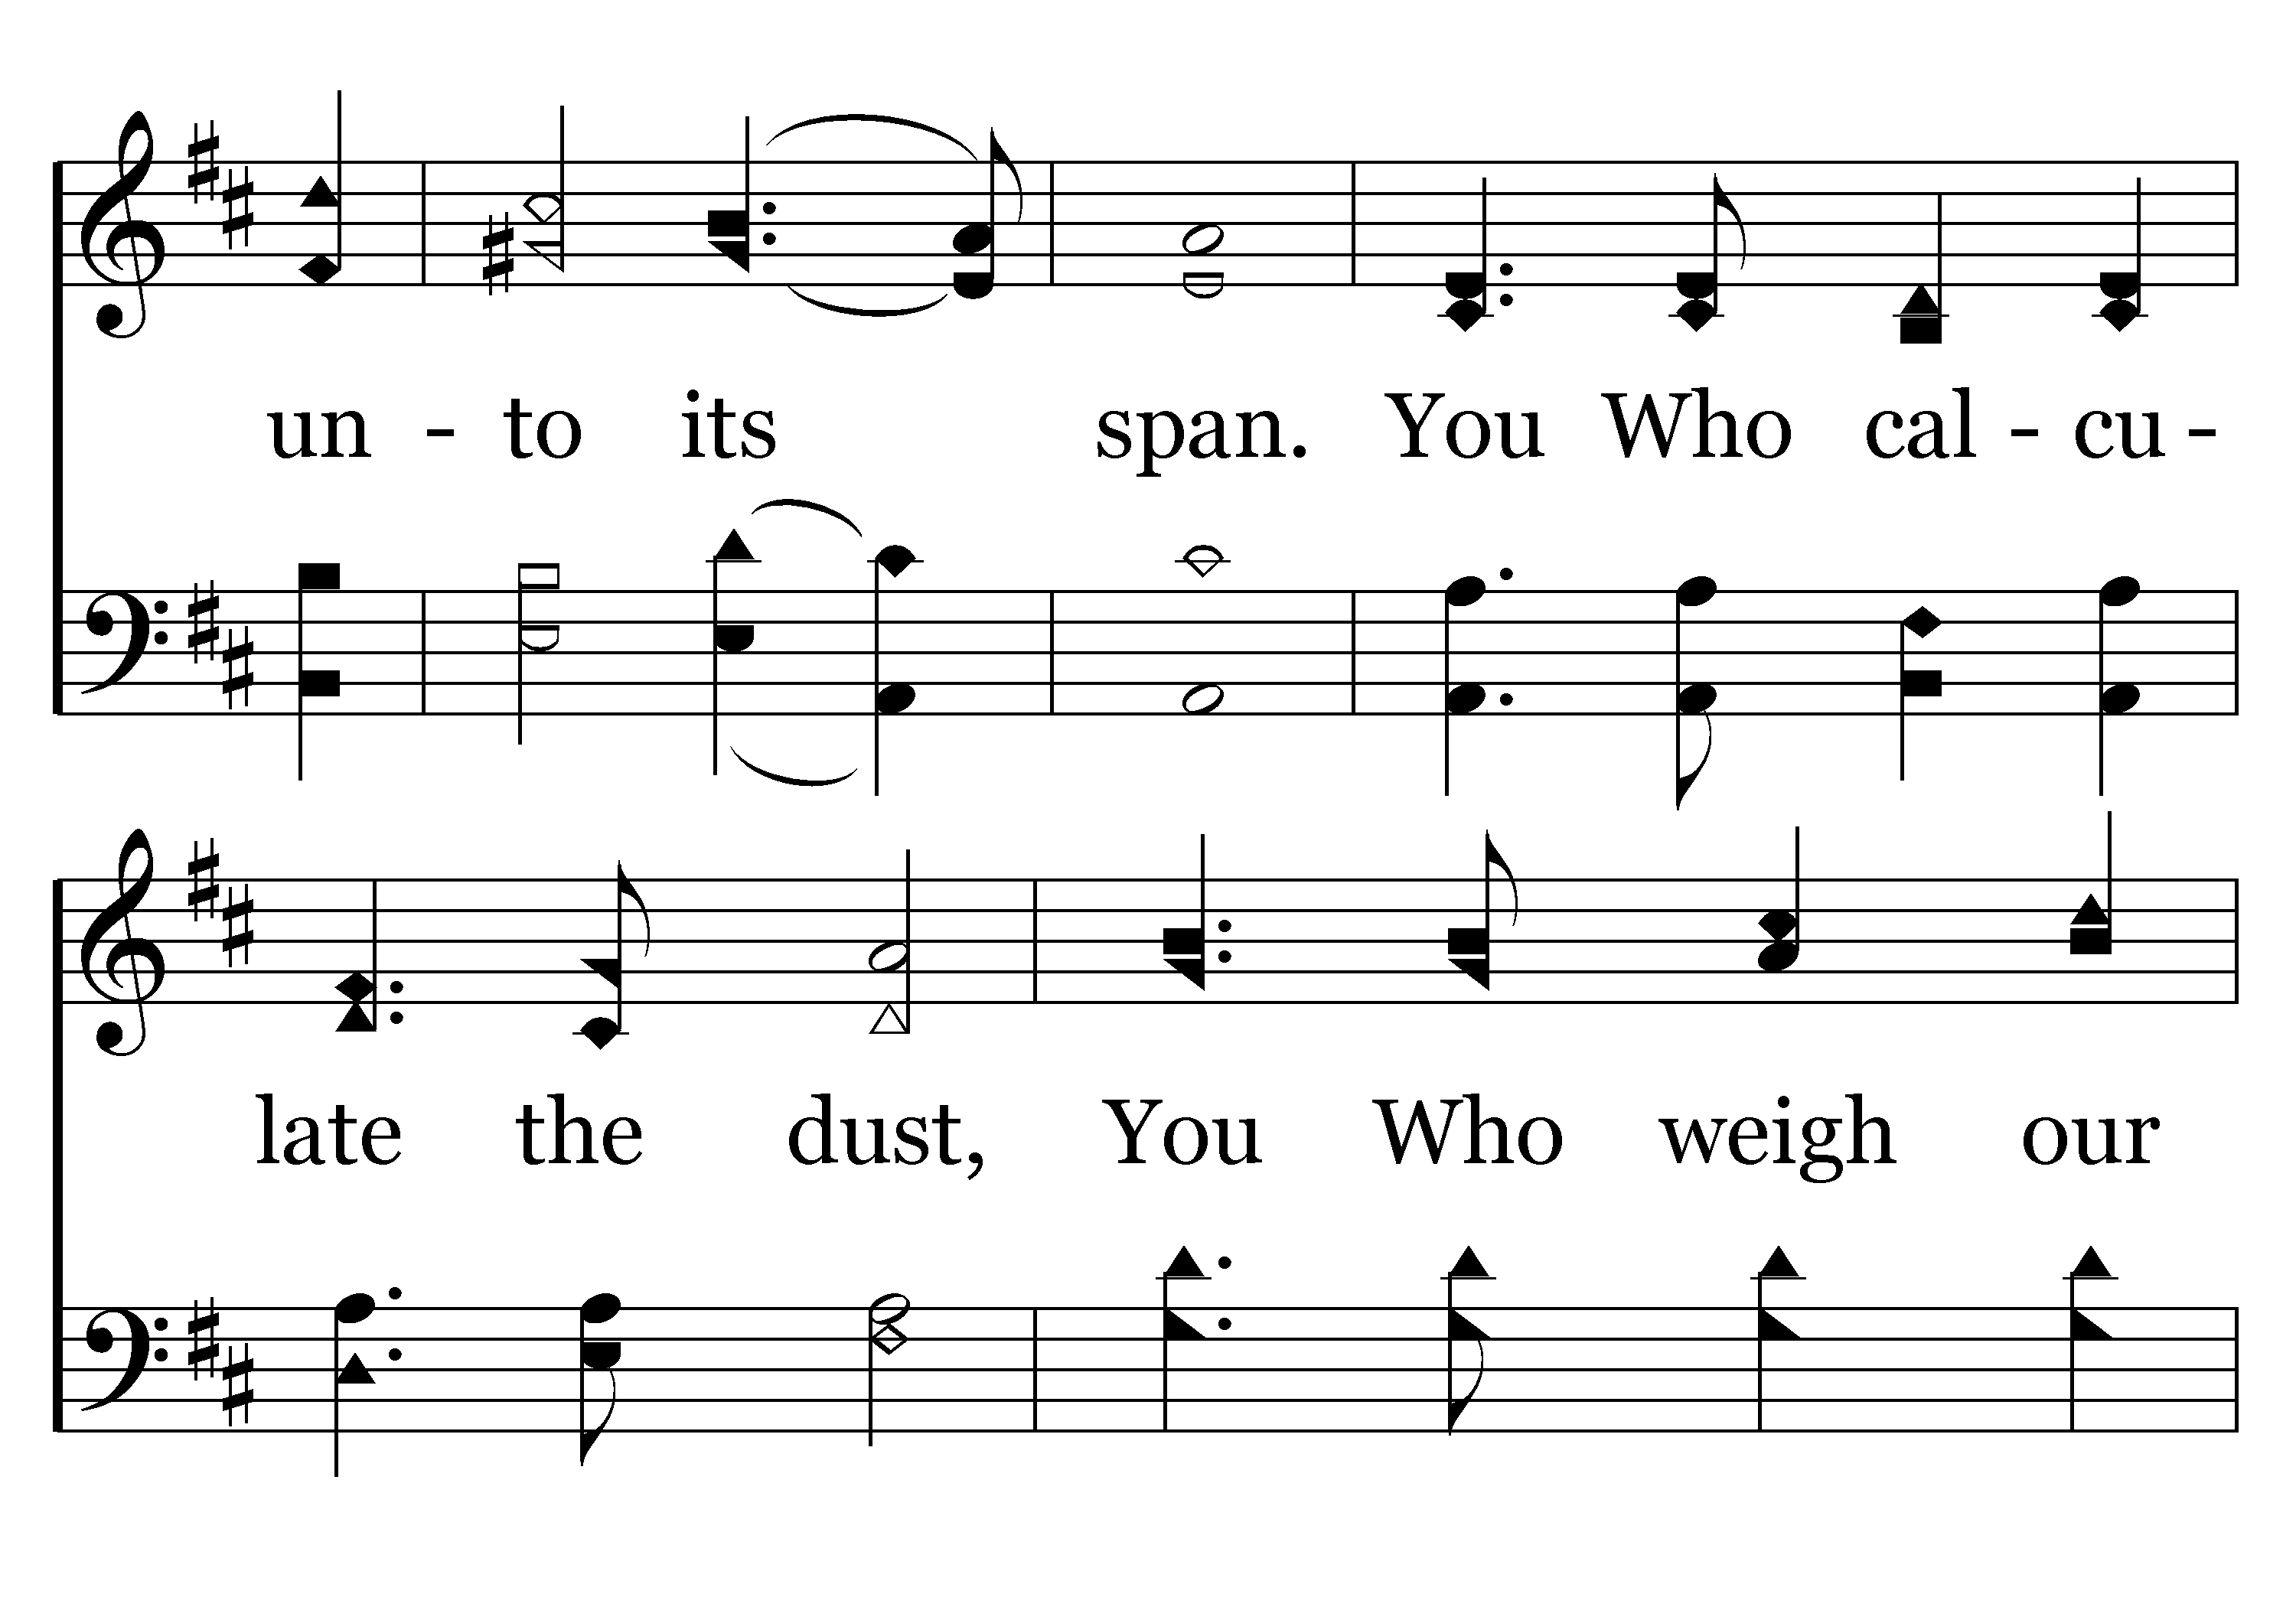 un - to its span. You Who cal - cu -
late the dust, You Who weigh our